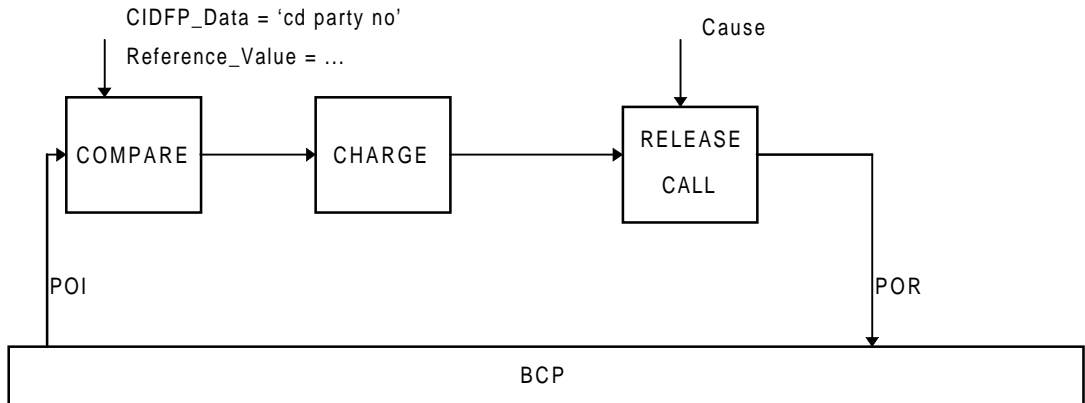 CIDFP_Data = ‘cd party no’
Reference_Value = ...
Cause
COMPARE
CHARGE
RELEASE
CALL
POI
POR
BCP